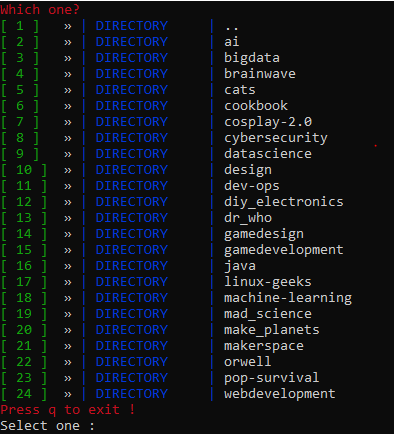 Which one?
[ 1 ] » | DIRECTORY | ..
[ 2 ] » | DIRECTORY | ai
[ 3 ] » | DIRECTORY | bigdata
[ 4 ] » | DIRECTORY | brainwave
[ 5 ] » | DIRECTORY | cats
[ 6 ] » | DIRECTORY | cookbook
[ 7 ] » | DIRECTORY | cosplay-2.0
[ 8 ] » | DIRECTORY | cybersecurity
[ 9 ] » | DIRECTORY | datascience
[ 10 ] » | DIRECTORY | design
[ 11 ] » | DIRECTORY | dev-ops
[ 12 ] » | DIRECTORY | diy_electronics
[ 13 ] » | DIRECTORY | dr_who
[ 14 ] » | DIRECTORY | gamedesign
[ 15 ] » | DIRECTORY | gamedevelopment
[ 16 ] » | DIRECTORY | java
[ 17 ] » | DIRECTORY | linux-geeks
[ 18 ] » | DIRECTORY | machine-learning
[ 19 ] » | DIRECTORY | mad_science
[ 20 ] » | DIRECTORY | make_planets
[ 21 ] » | DIRECTORY | makerspace
[ 22 ] » | DIRECTORY | orwell
[ 23 ] » | DIRECTORY | pop-survival
[ 24 ] » | DIRECTORY | webdevelopment
Press q to exit !
Select one :